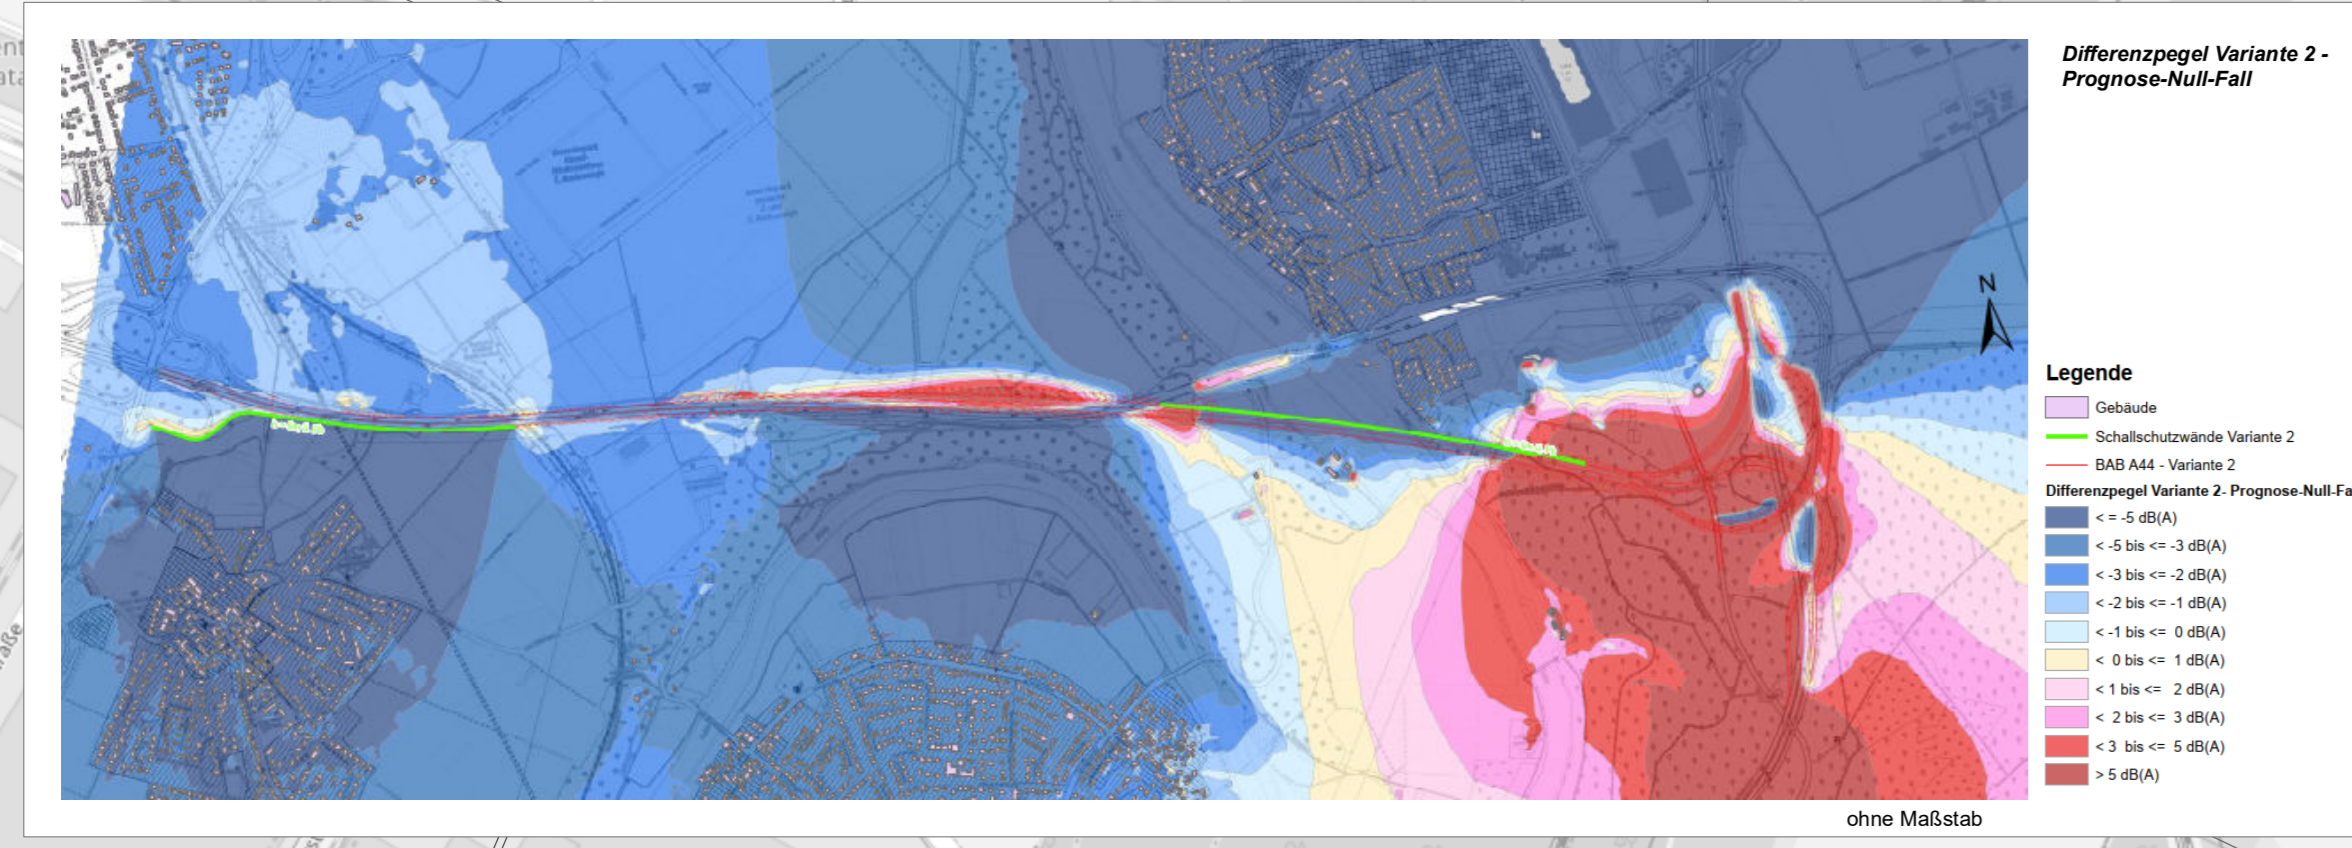 Differenzpegel Variante 2 -
Prognose-Null-Fall
N
Legende
Gebäude
Schallschutzwände Variante 2
BAB A44 - Variante 2
Differenzpegel Variante 2- Prognose-Null-Fa
< = -5 dB(A)
< -5 bis <= -3 dB(A)
< -3 bis <= -2 dB(A)
< -2 bis <= -1 dB(A)
< -1 bis <= 0 dB(A)
< 0 bis <= 1 dB(A)
< 1 bis <= 2 dB(A)
< 2 bis <= 3 dB(A)
< 3 bis <= 5 dB(A)
> 5 dB(A)
ohne Maßstab